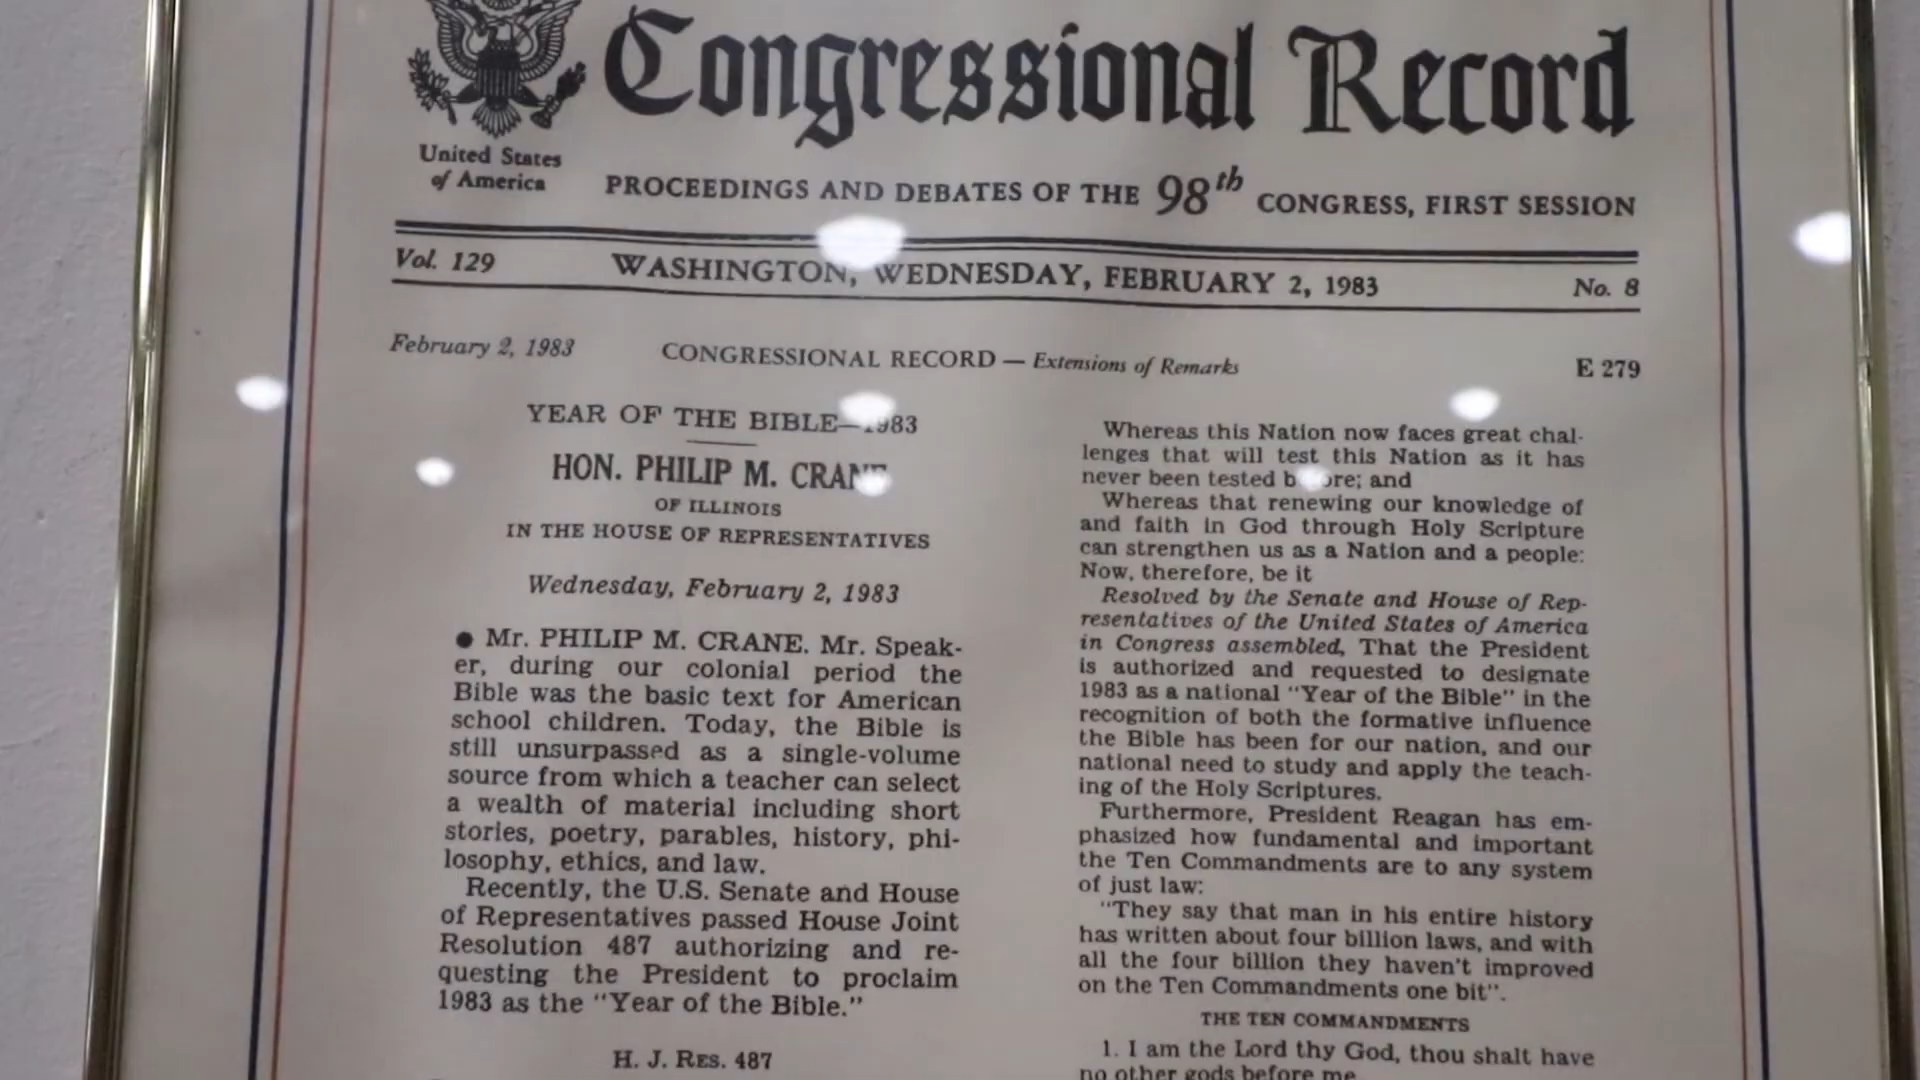 Congressional Record
United States
of America
PROCEEDINGS AND DEBATES OF THE 98th CONGRESS, FIRST SESSION
Vol. 129
WASHINGTON, WEDNESDAY, FEBRUARY 2, 1983
No. 8
February 2, 1983
CONGRESSIONAL RECORD — Extensions of Remarks
E 279
YEAR OF THE BIBLE—1983
HON. PHILIP M. CRANE
OF ILLINOIS
IN THE HOUSE OF REPRESENTATIVES
Wednesday, February 2, 1983
● Mr. PHILIP M. CRANE. Mr. Speak-
er, during our colonial period the
Bible was the basic text for American
school children. Today, the Bible is
still unsurpassed as a single-volume
source from which a teacher can select
a wealth of material including short
stories, poetry, parables, history, phi-
losophy, ethics, and law.
Recently, the U.S. Senate and House
of Representatives passed House Joint
Resolution 487 authorizing and re-
questing the President to proclaim
1983 as the "Year of the Bible."
H. J. RES. 487
Whereas this Nation now faces great chal-
lenges that will test this Nation as it has
never been tested before; and
Whereas that renewing our knowledge of
and faith in God through Holy Scripture
can strengthen us as a Nation and a people:
Now, therefore, be it
Resolved by the Senate and House of Rep-
resentatives of the United States of America
in Congress assembled, That the President
is authorized and requested to designate
1983 as a national "Year of the Bible" in the
recognition of both the formative influence
the Bible has been for our nation, and our
national need to study and apply the teach-
ing of the Holy Scriptures.
Furthermore, President Reagan has em-
phasized how fundamental and important
the Ten Commandments are to any system
of just law:
"They say that man in his entire history
has written about four billion laws, and with
all the four billion they haven't improved
on the Ten Commandments one bit".
THE TEN COMMANDMENTS
1. I am the Lord thy God, thou shalt have
no other gods before me